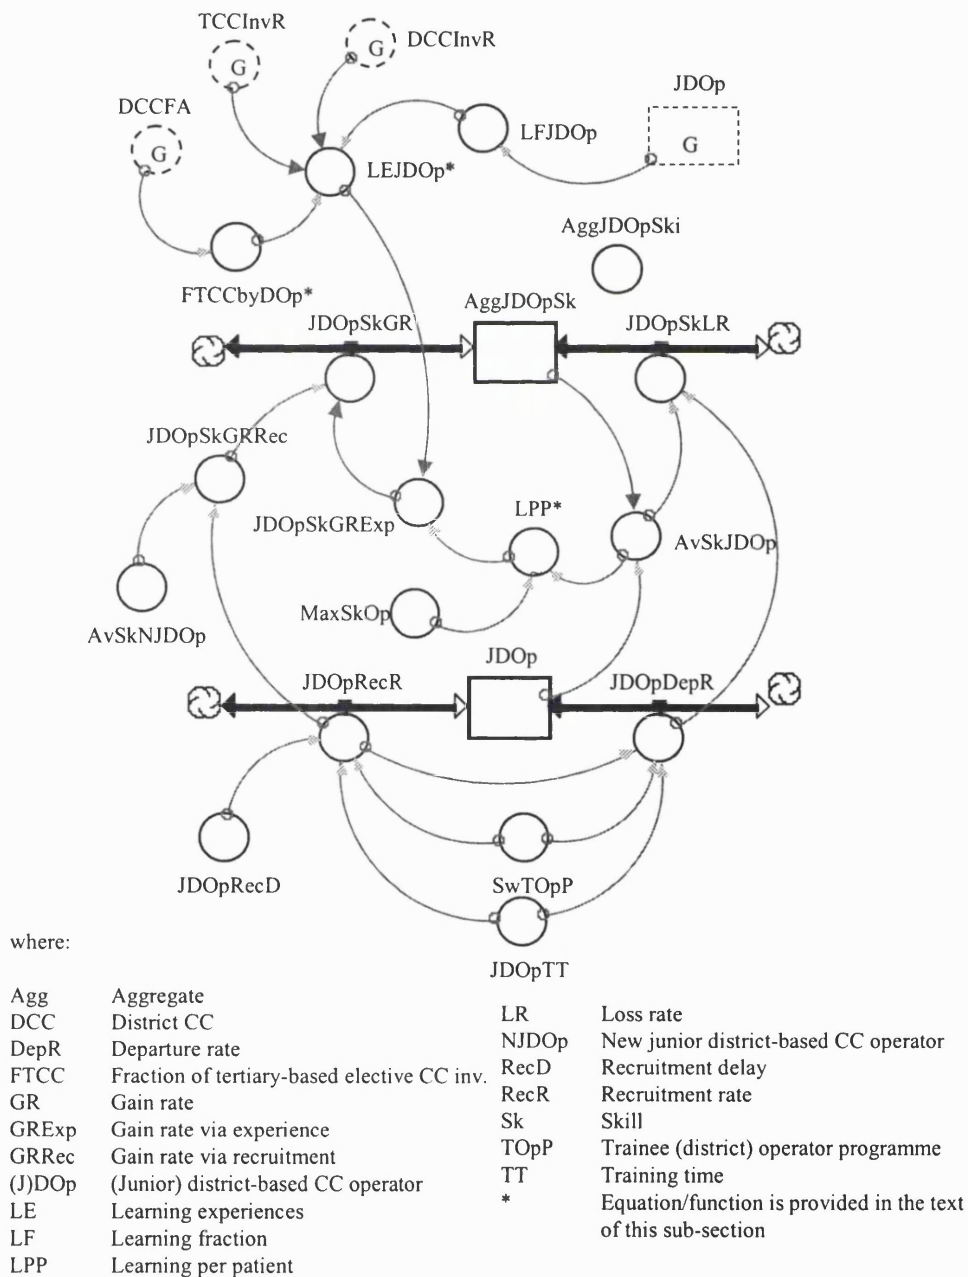 TCCInvR
DCCInvR
G
G
JDOp
DCCFA
LFJDOp
G
G
LEJDOp*
AggJDOpSki
FTCCbyDOp*
AggJDOpSk
JDOpSkGR
JDOpSkLR
JDOpSkGRRec
LPP*
JDOpSkGRExp
AvSkJDOp
MaxSkOp
AvSkNJDOp
JDOp
JDOpRecR
JDOpDepR
JDOpRecD
SwTOpP
JDOpTT
where:
Agg Aggregate
DCC District CC
DepR Departure rate
FTCC Fraction of tertiary-based elective CC inv.
GR Gain rate
GRExp Gain rate via experience
GRRec Gain rate via recruitment
(J)DOp (Junior) district-based CC operator
LE Learning experiences
LF Learning fraction
LPP Learning per patient
LR Loss rate
NJDOp New junior district-based CC operator
RecD Recruitment delay
RecR Recruitment rate
Sk Skill
TOpP Trainee (district) operator programme
TT Training time
* Equation/function is provided in the text
of this sub-section